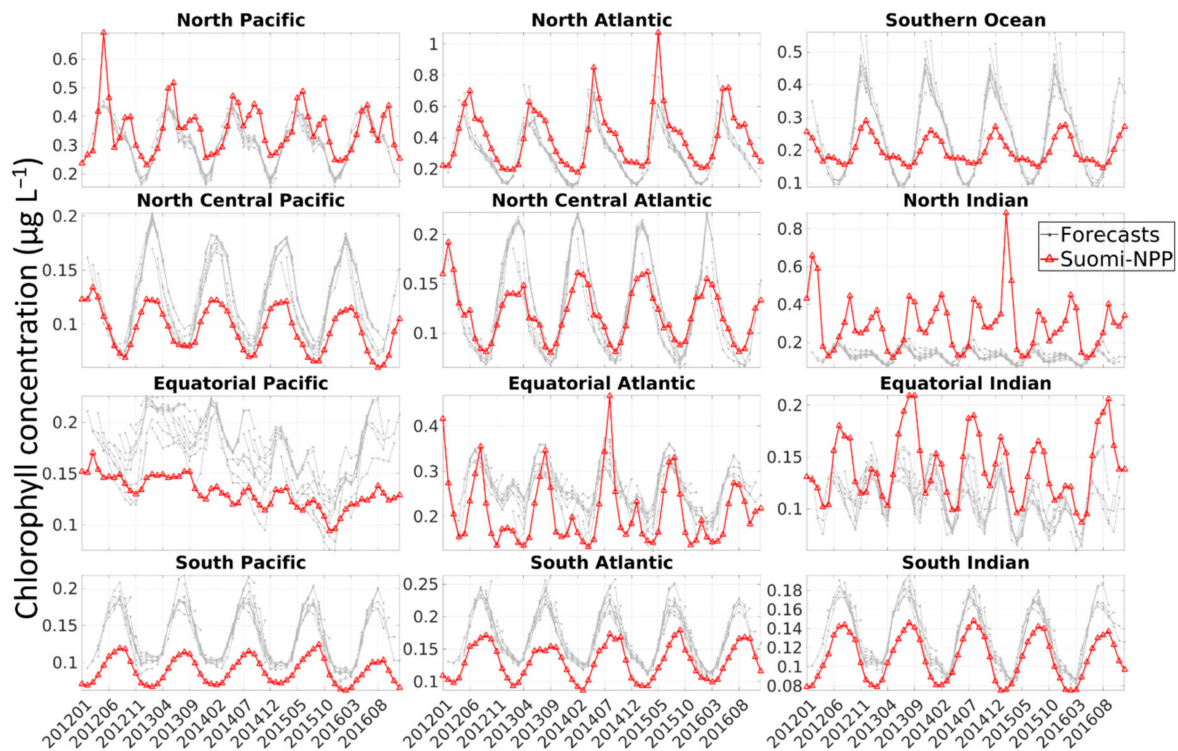 North Pacific North Atlantic Southern Ocean
0.6 0.5 0.4 0.3 0.2
1 0.8 0.6 0.4 0.2
0.5 0.4 0.3 0.2 0.1
North Central Pacific North Central Atlantic North Indian
0.2 0.15 0.1
0.2 0.15 0.1
0.8 0.6 0.4 0.2
Forecasts
Suomi-NPP
Chlorophyll concentration (µg L⁻¹)
Equatorial Pacific Equatorial Atlantic Equatorial Indian
0.2 0.15 0.1
0.4 0.3 0.2
0.2 0.15 0.1
South Pacific South Atlantic South Indian
0.2 0.15 0.1
0.25 0.2 0.15 0.1
0.18 0.16 0.14 0.12 0.1 0.08
201201 201206 201211 201304 201309 201402 201407 201412 201505 201510 201603 201608
201201 201206 201211 201304 201309 201402 201407 201412 201505 201510 201603 201608
201201 201206 201211 201304 201309 201402 201407 201412 201505 201510 201603 201608